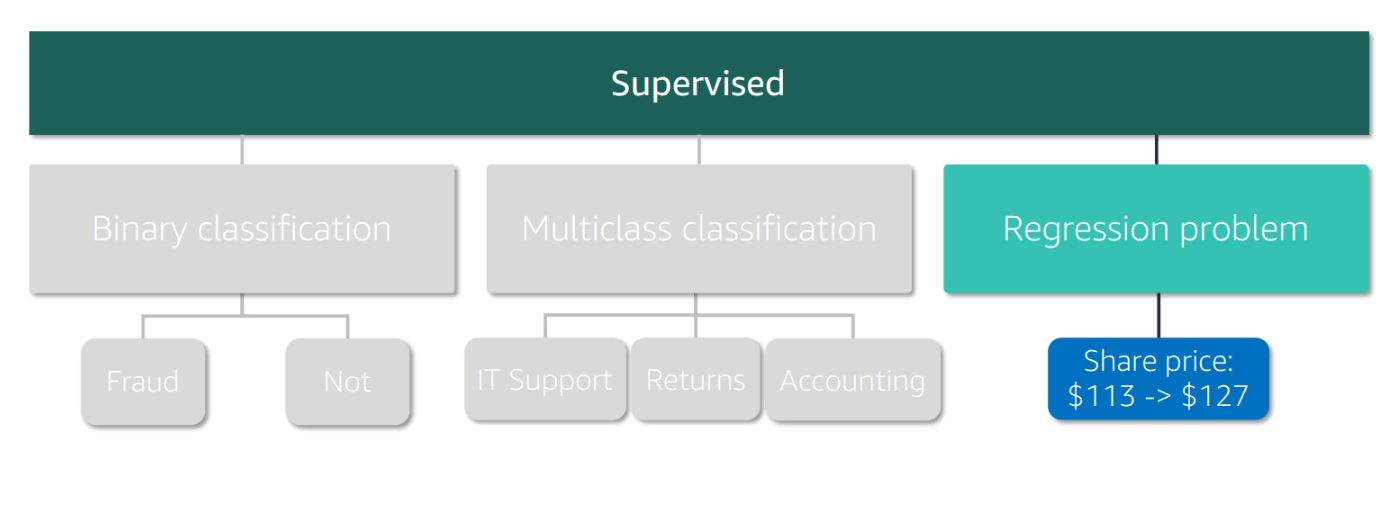 Supervised
Binary classification
Multiclass classification
Regression problem
Fraud
Not
IT Support
Returns
Accounting
Share price:
$113 -> $127